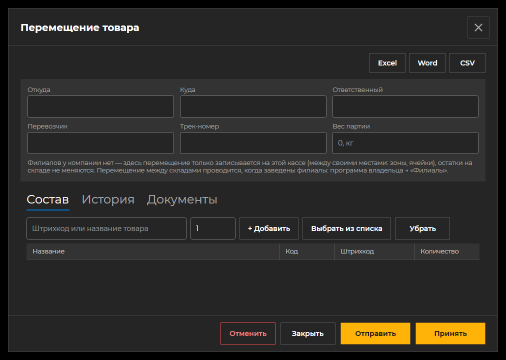 Перемещение товара
Excel Word CSV
Откуда Куда Ответственный
Перевозчик Трек-номер Вес партии
0, кг
Филиалов у компании нет — здесь перемещение только записывается на этой кассе (между своими местами: зоны, ячейки), остатки на
складе не меняются. Перемещение между складами проводится, когда заведены филиалы: программа владельца → «Филиалы».
Состав История Документы
Штрихкод или название товара 1 + Добавить Выбрать из списка Убрать
Название Код Штрихкод Количество
Отменить Закрыть Отправить Принять